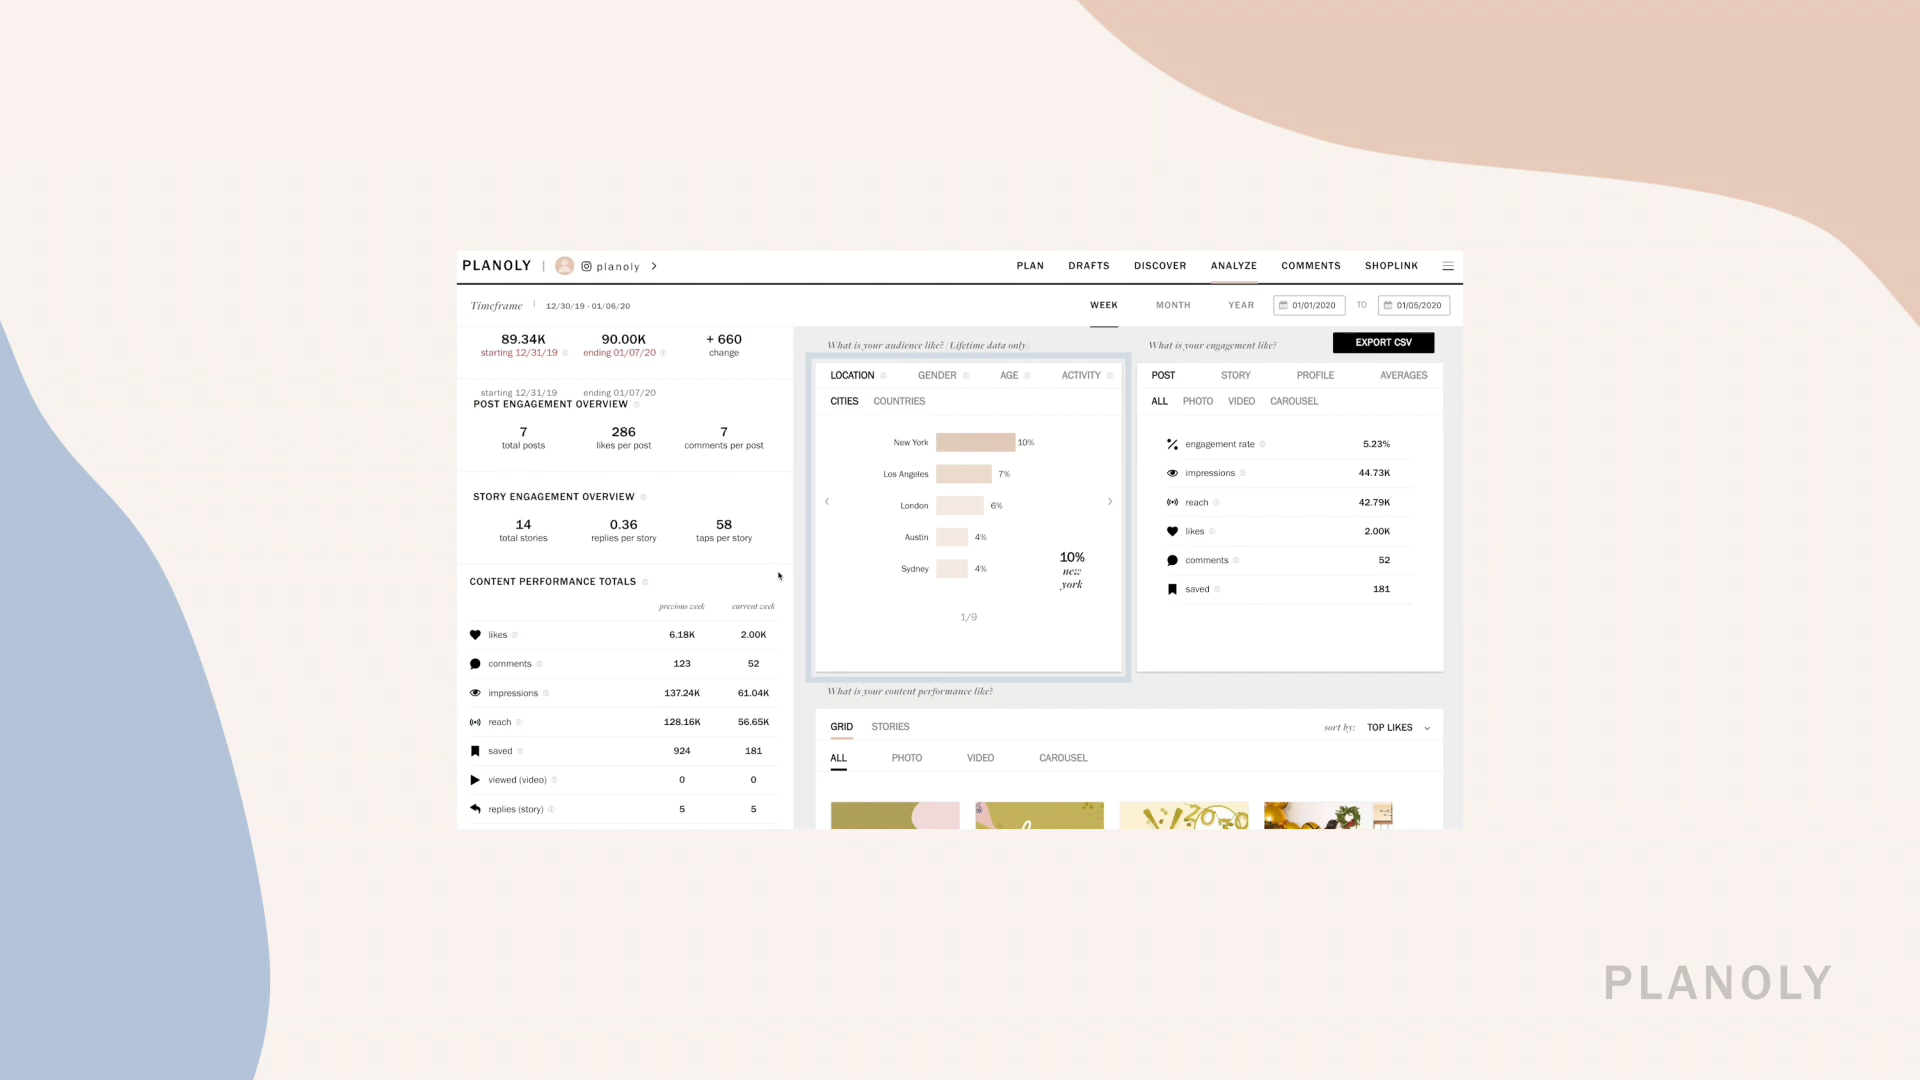 PLANOLY | planoly
PLAN DRAFTS DISCOVER ANALYZE COMMENTS SHOPLINK
Timeframe | 12/30/19 - 01/06/20
WEEK MONTH YEAR 01/01/2020 TO 01/05/2020
89.34K 90.00K + 660
starting 12/31/19 ending 01/07/20 change
starting 12/31/19 ending 01/07/20
POST ENGAGEMENT OVERVIEW
7 286 7
total posts likes per post comments per post
STORY ENGAGEMENT OVERVIEW
14 0.36 58
total stories replies per story taps per story
CONTENT PERFORMANCE TOTALS
previous week current week
likes 6.18K 2.00K
comments 123 52
impressions 137.24K 61.04K
reach 128.16K 56.65K
saved 924 181
viewed (video) 0 0
replies (story) 5 5
What is your audience like? (Lifetime data only)
LOCATION GENDER AGE ACTIVITY
CITIES COUNTRIES
New York 10%
Los Angeles 7%
London 6%
Austin 4%
Sydney 4%
10%
new
york
1/9
What is your engagement like?
EXPORT CSV
POST STORY PROFILE AVERAGES
ALL PHOTO VIDEO CAROUSEL
engagement rate 5.23%
impressions 44.73K
reach 42.79K
likes 2.00K
comments 52
saved 181
What is your content performance like?
GRID STORIES
sort by: TOP LIKES
ALL PHOTO VIDEO CAROUSEL
PLANOLY